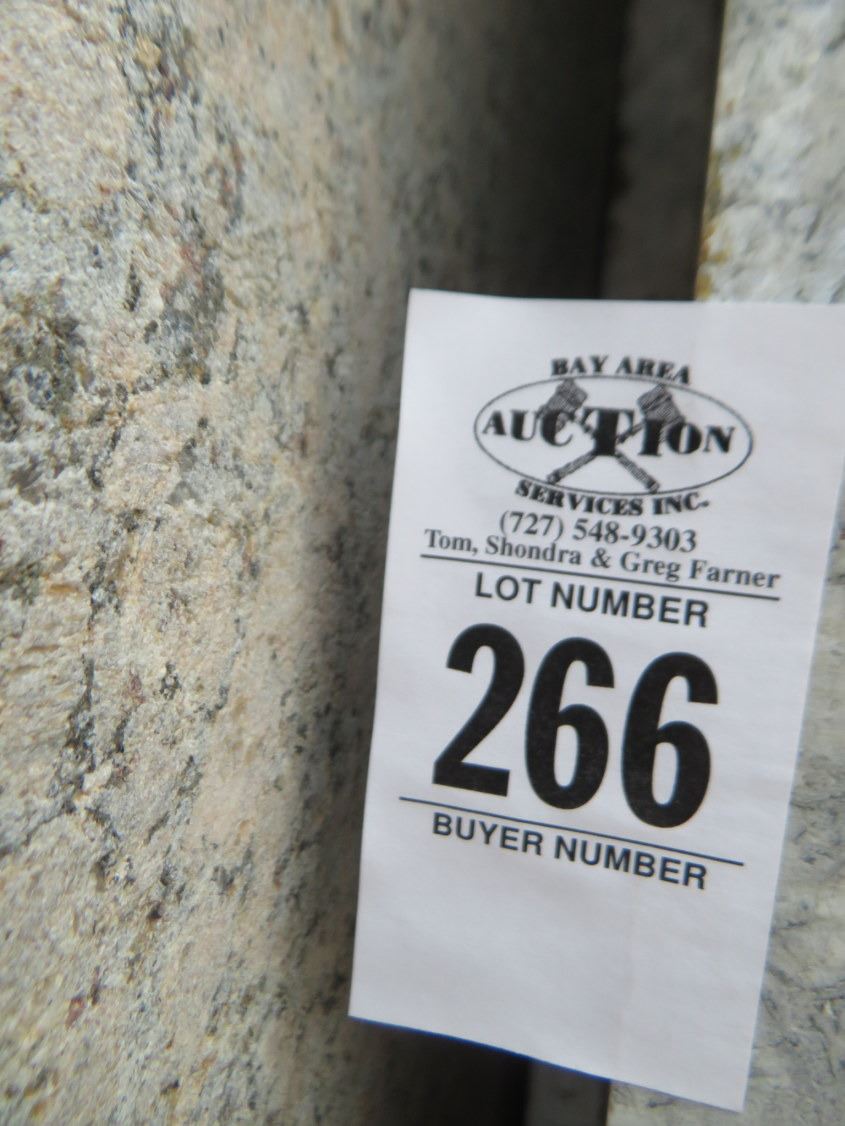 BAY AREA
AUCTION
SERVICES INC.
(727) 548-9303
Tom, Shondra & Greg Farner
LOT NUMBER
266
BUYER NUMBER